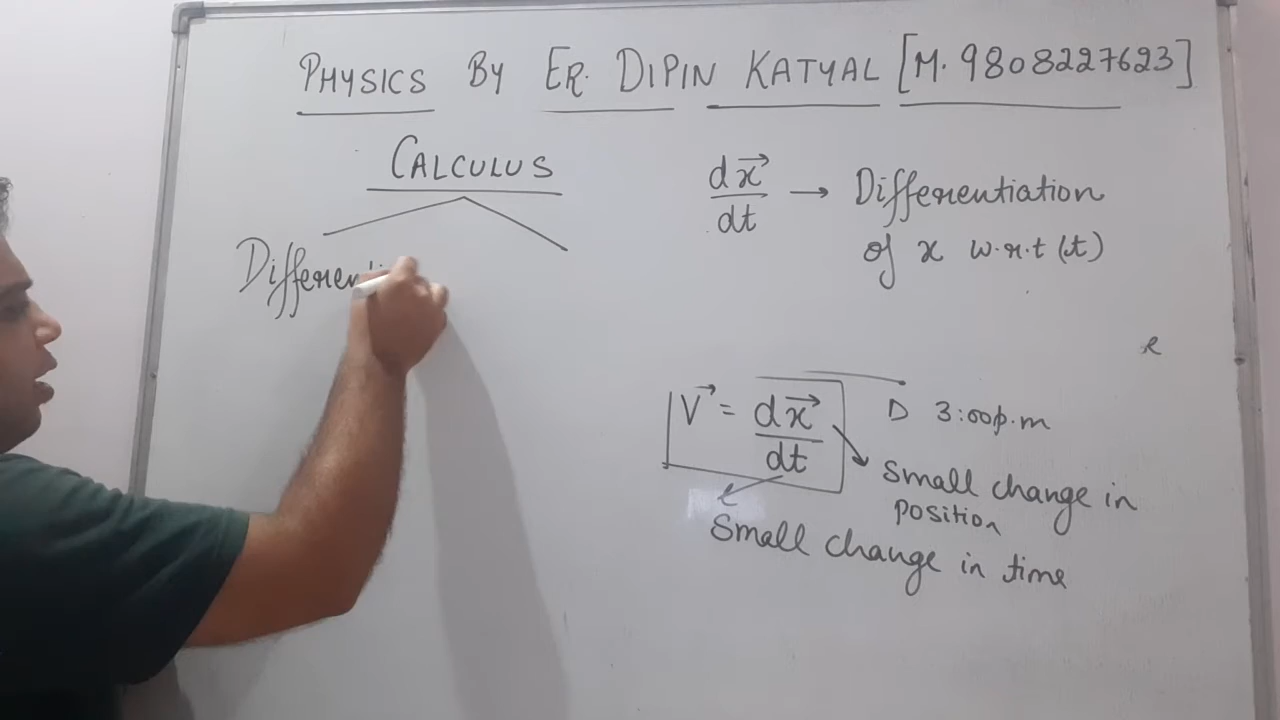 PHYSICS BY ER. DIPIN KATYAL [M. 9808227623]
CALCULUS
Differenti
dx⃗/dt → Differentiation
of x w.r.t (t)
e
V⃗ = dx⃗/dt
D 3:00p.m
Small change in
position
Small change in time